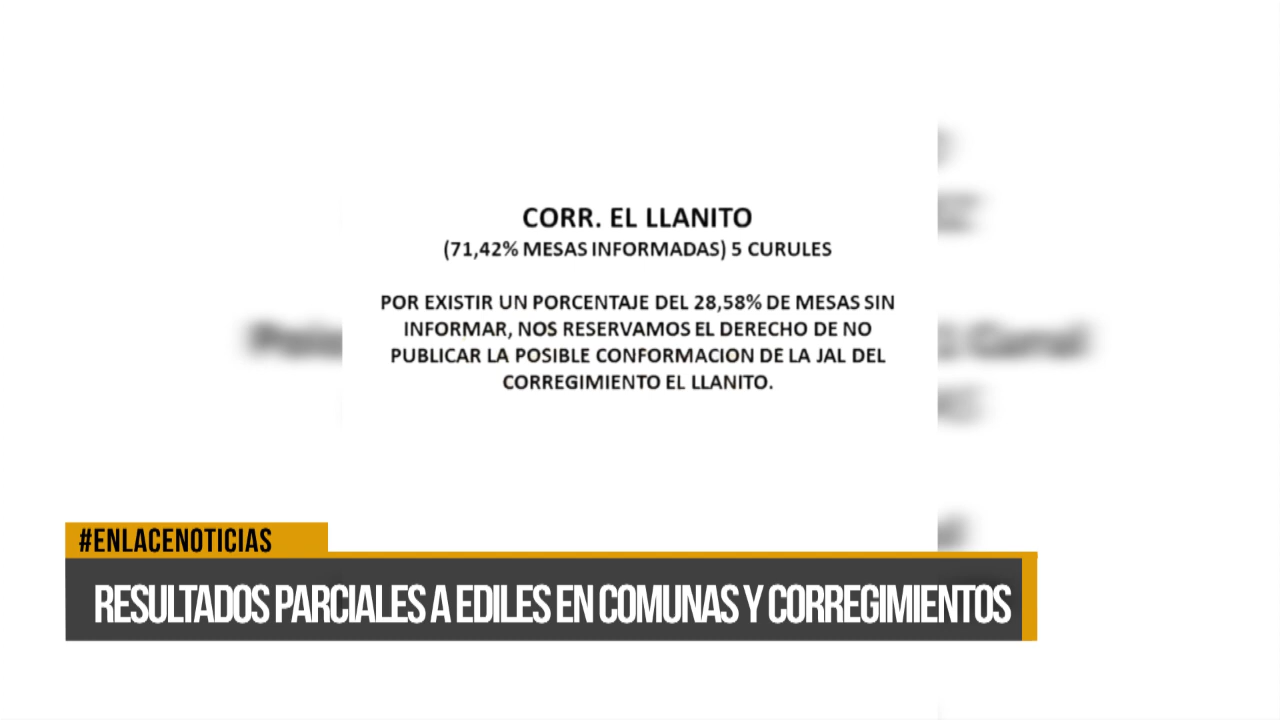 CORR. EL LLANITO
(71,42% MESAS INFORMADAS) 5 CURULES
POR EXISTIR UN PORCENTAJE DEL 28,58% DE MESAS SIN
INFORMAR, NOS RESERVAMOS EL DERECHO DE NO
PUBLICAR LA POSIBLE CONFORMACION DE LA JAL DEL
CORREGIMIENTO EL LLANITO.
#ENLACENOTICIAS
RESULTADOS PARCIALES A EDILES EN COMUNAS Y CORREGIMIENTOS